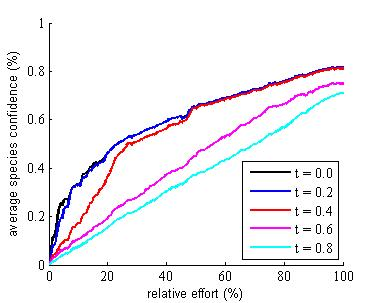 1
0.8
0.6
0.4
0.2
0
0 20 40 60 80 100
average species confidence (%)
relative effort (%)
t = 0.0
t = 0.2
t = 0.4
t = 0.6
t = 0.8